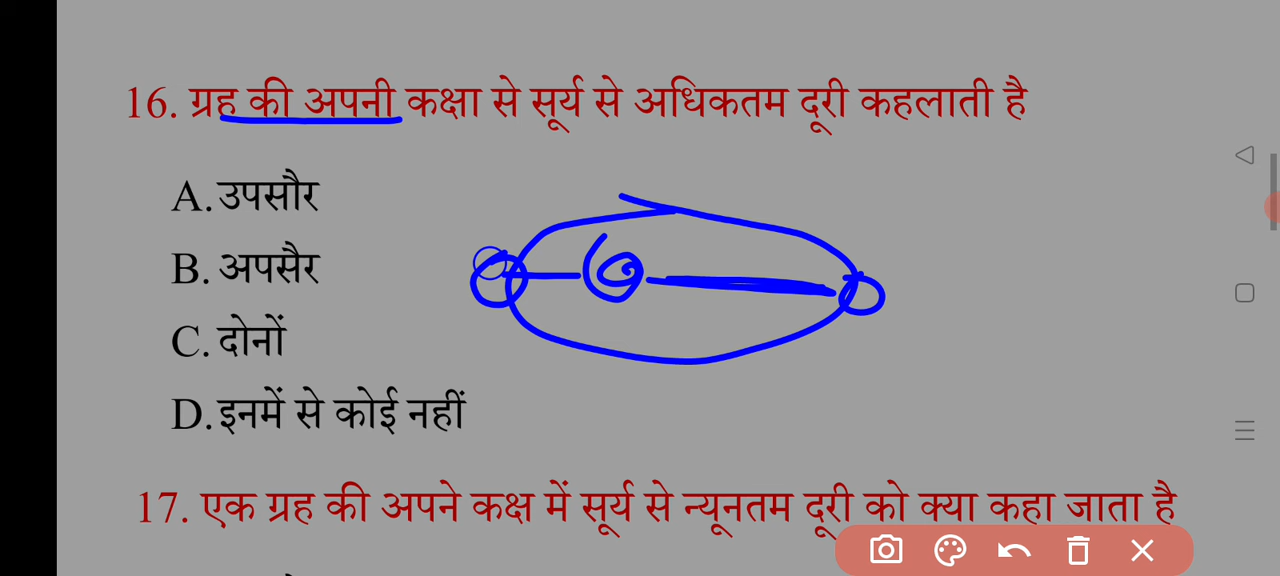 16. ग्रह की अपनी कक्षा से सूर्य से अधिकतम दूरी कहलाती है
A. उपसौर
B. अपसैर
C. दोनों
D. इनमें से कोई नहीं
17. एक ग्रह की अपने कक्ष में सूर्य से न्यूनतम दूरी को क्या कहा जाता है